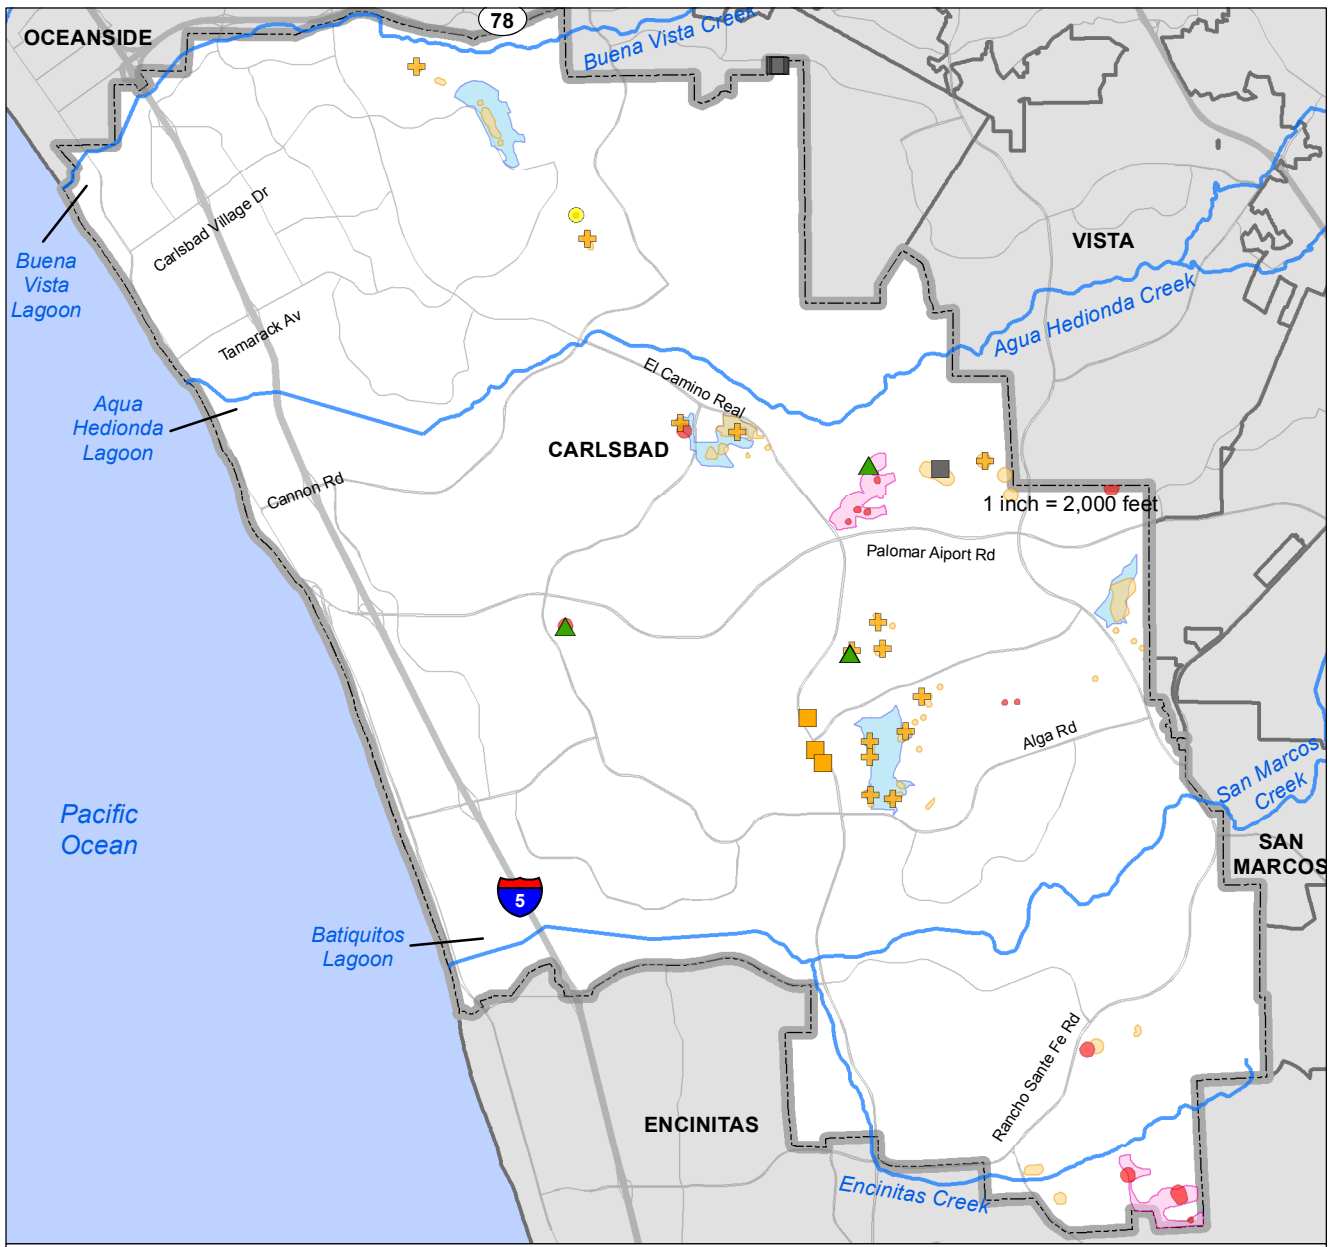 78
OCEANSIDE
Buena Vista Creek
Carlsbad Village Dr
VISTA
Buena
Vista
Lagoon
Agua Hedionda Creek
Tamarack Av
El Camino Real
Aqua
Hedionda
Lagoon
CARLSBAD
Cannon Rd
1 inch = 2,000 feet
Palomar Aiport Rd
Alga Rd
San Marcos
Creek
Pacific
Ocean
SAN
MARCOS
5
Batiquitos
Lagoon
Rancho Sante Fe Rd
ENCINITAS
Encinitas Creek